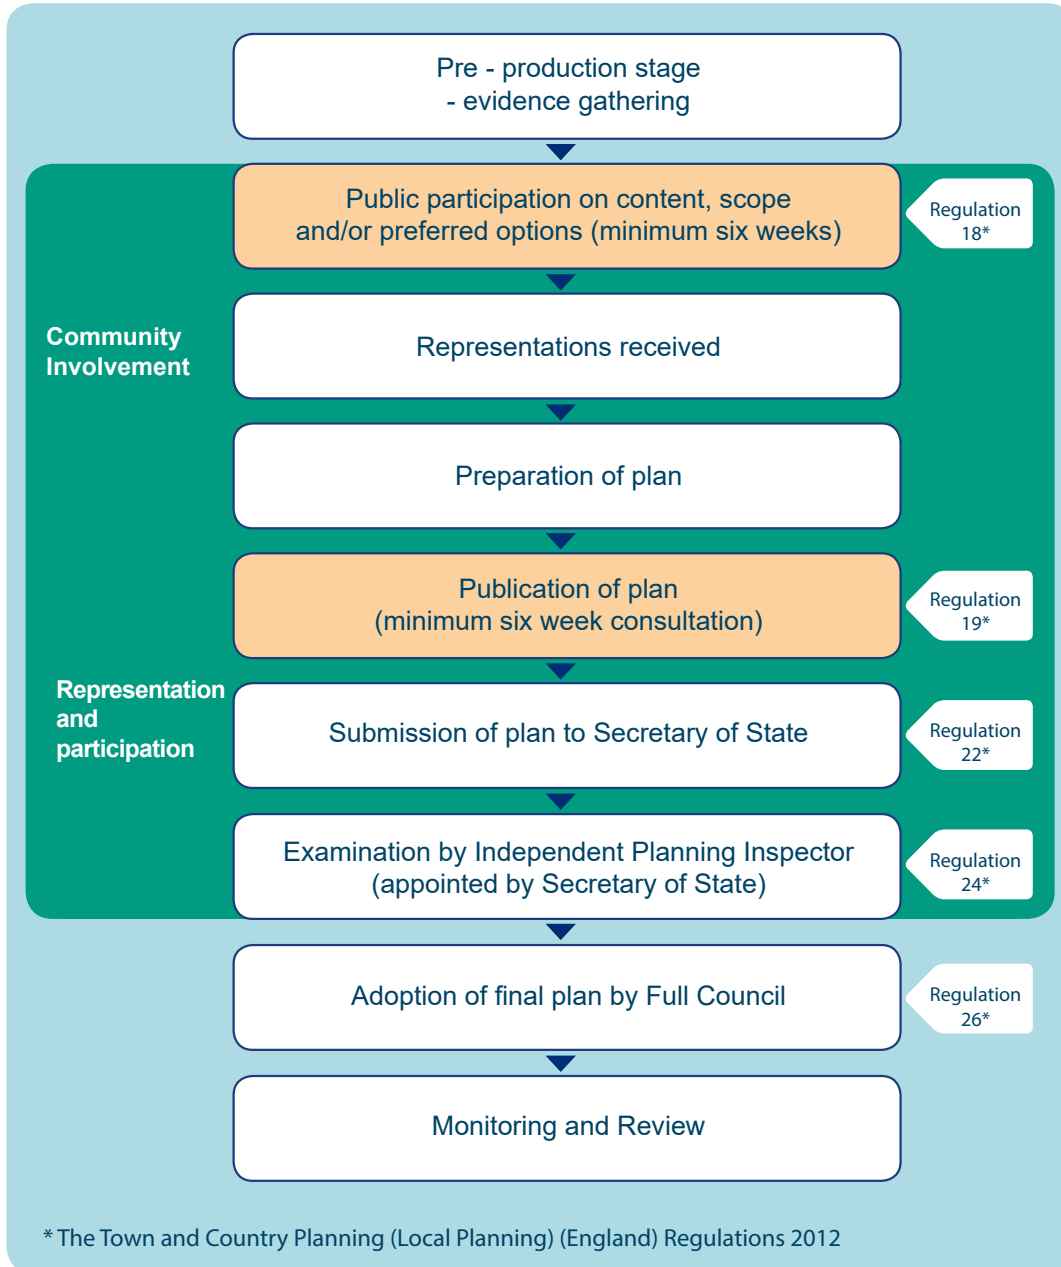 Pre - production stage
- evidence gathering
Public participation on content, scope
and/or preferred options (minimum six weeks)
Regulation
18*
Community
Involvement
Representations received
Preparation of plan
Publication of plan
(minimum six week consultation)
Regulation
19*
Representation
and
participation
Submission of plan to Secretary of State
Regulation
22*
Examination by Independent Planning Inspector
(appointed by Secretary of State)
Regulation
24*
Adoption of final plan by Full Council
Regulation
26*
Monitoring and Review
* The Town and Country Planning (Local Planning) (England) Regulations 2012